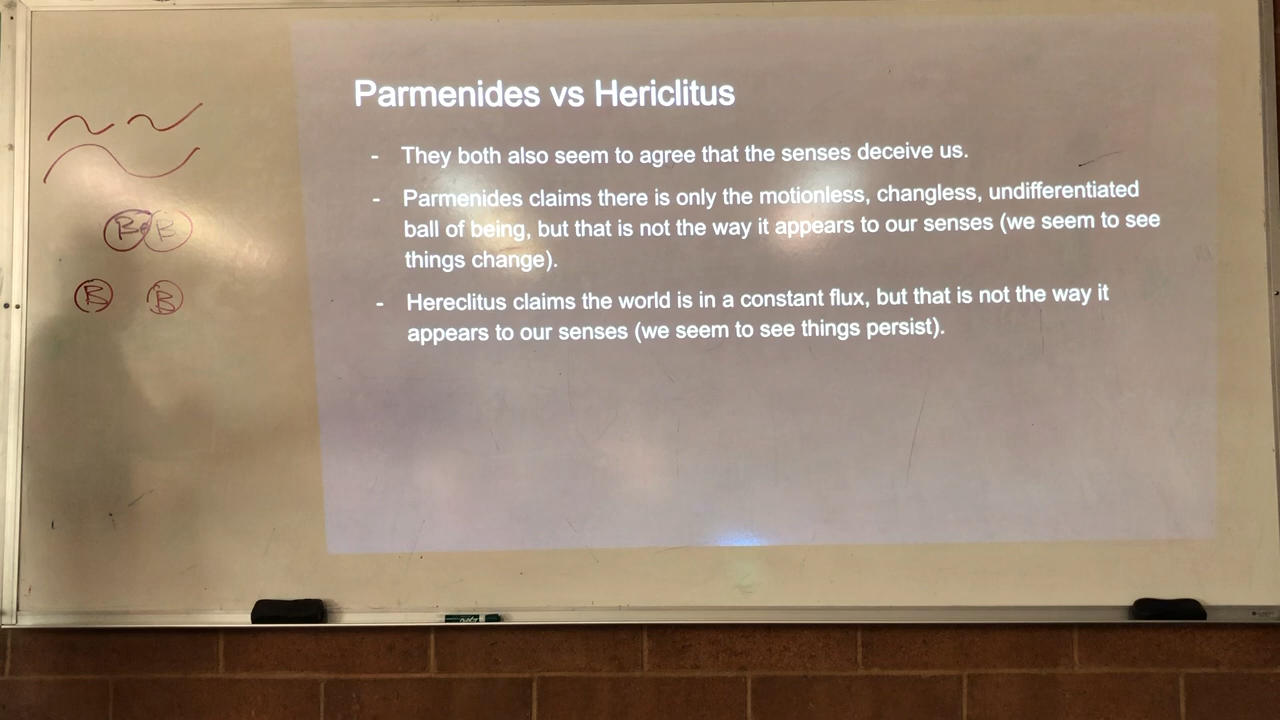 Parmenides vs Hericlitus
- They both also seem to agree that the senses deceive us.
- Parmenides claims there is only the motionless, changless, undifferentiated
ball of being, but that is not the way it appears to our senses (we seem to see
things change).
- Hereclitus claims the world is in a constant flux, but that is not the way it
appears to our senses (we seem to see things persist).
B B
B B